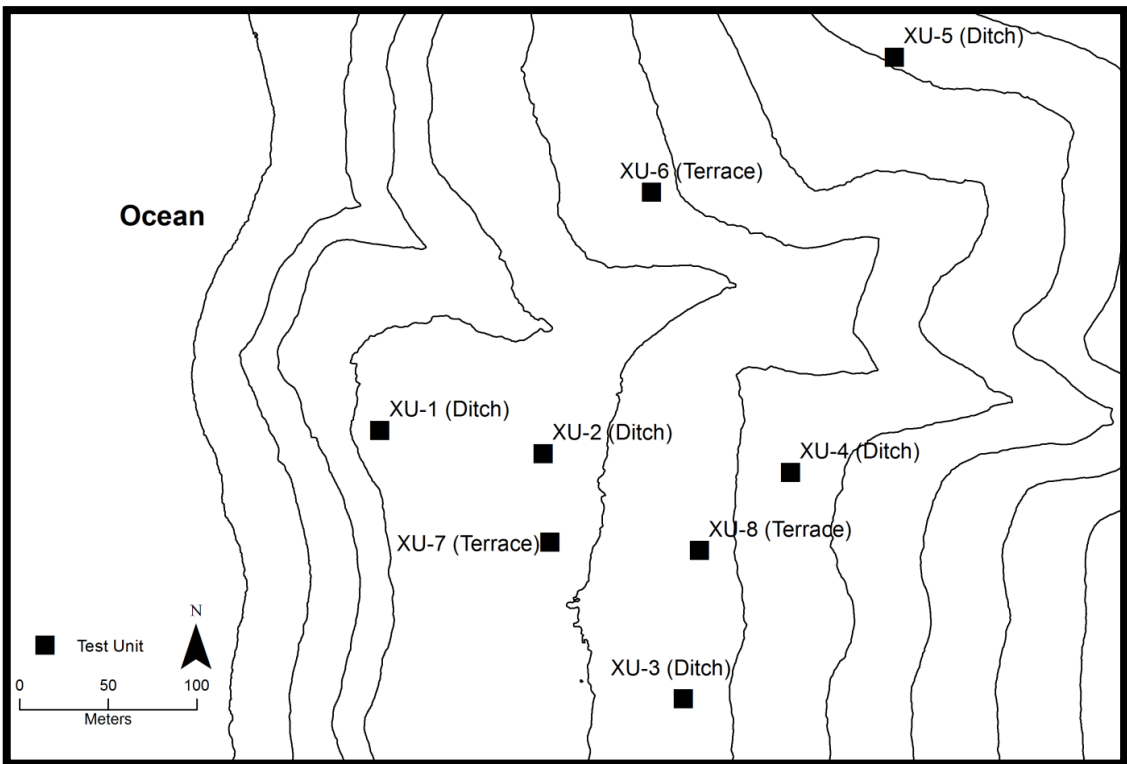 XU-5 (Ditch)
XU-6 (Terrace)
Ocean
XU-1 (Ditch)
XU-2 (Ditch)
XU-4 (Ditch)
XU-7 (Terrace)
XU-8 (Terrace)
N
Test Unit
XU-3 (Ditch)
0 50 100
Meters